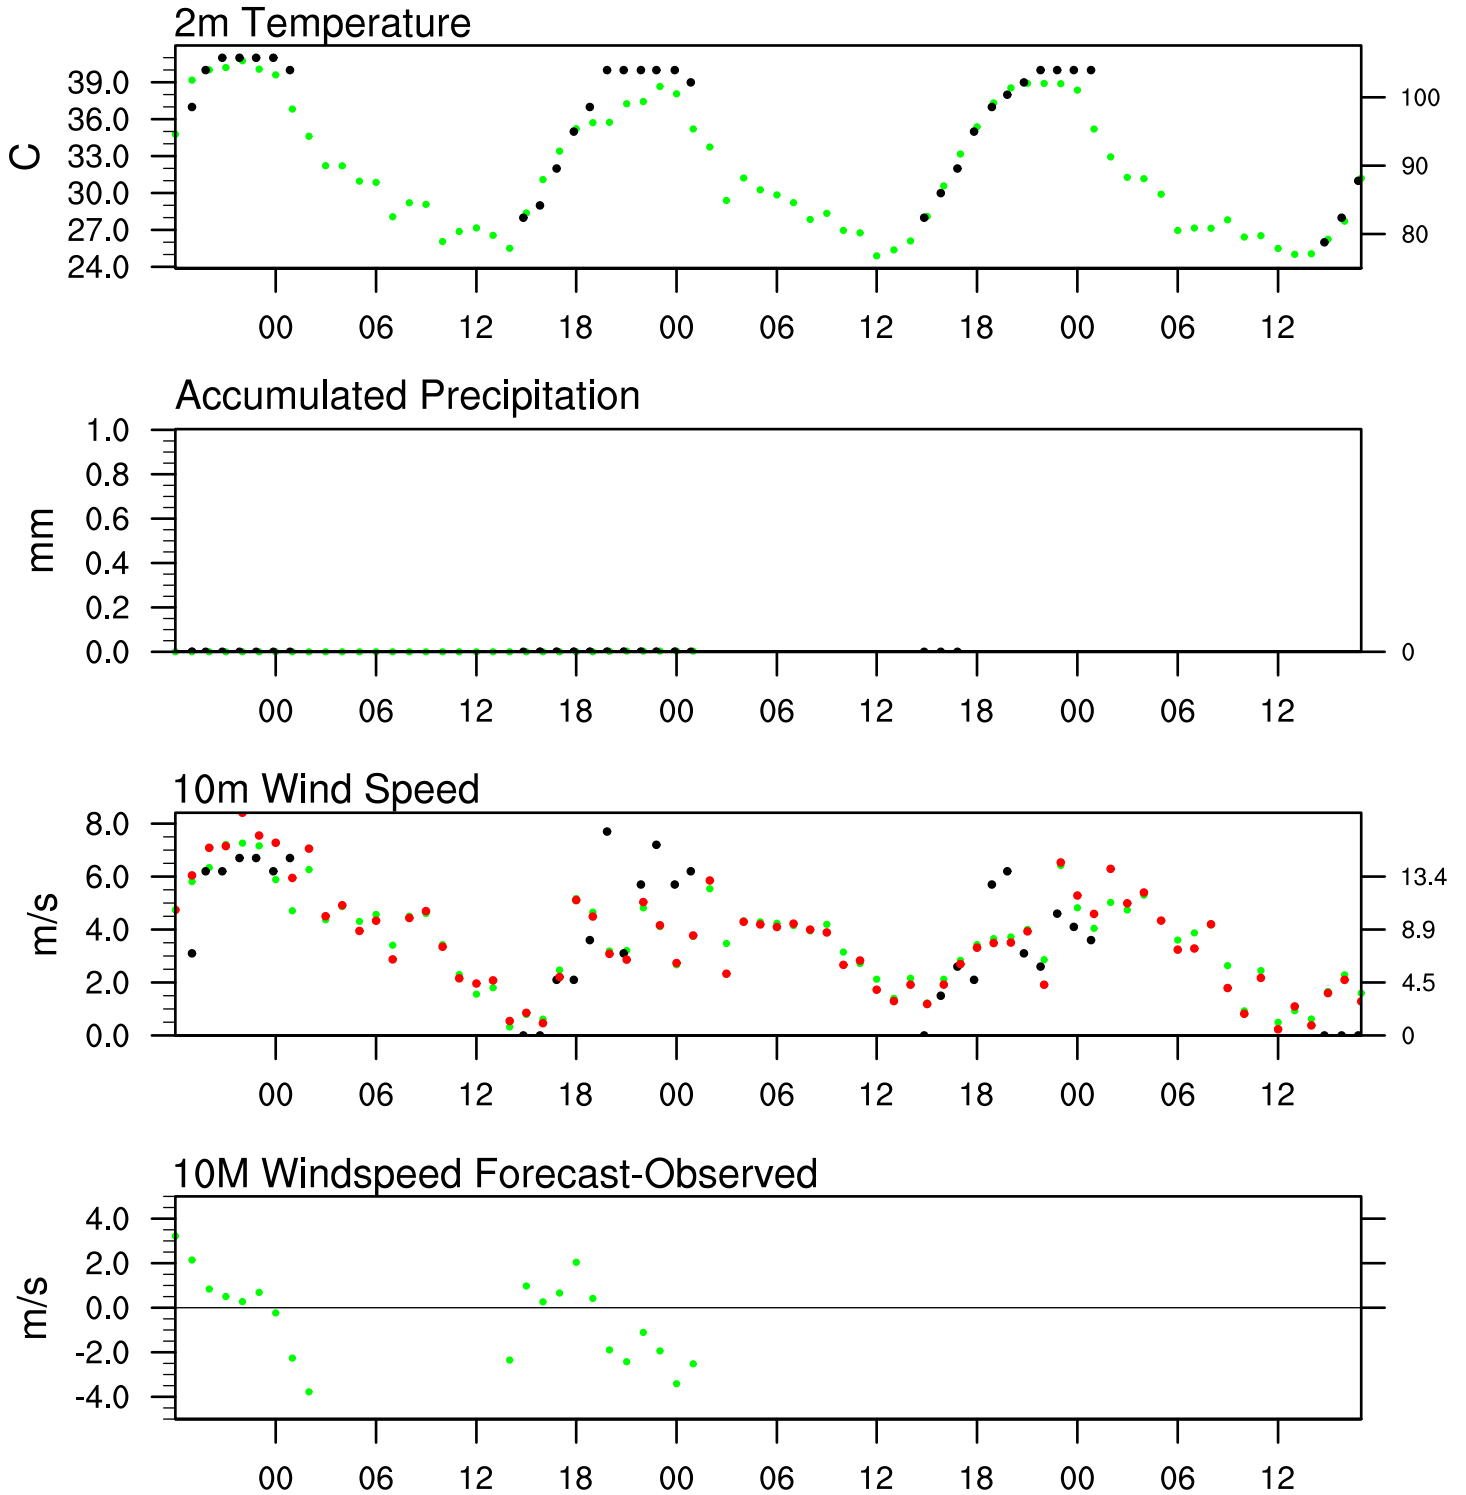 2m Temperature
C
39.0
36.0
33.0
30.0
27.0
24.0
100
90
80
00 06 12 18 00 06 12 18 00 06 12
Accumulated Precipitation
mm
1.0
0.8
0.6
0.4
0.2
0.0
0
00 06 12 18 00 06 12 18 00 06 12
10m Wind Speed
m/s
8.0
6.0
4.0
2.0
0.0
13.4
8.9
4.5
0
00 06 12 18 00 06 12 18 00 06 12
10M Windspeed Forecast-Observed
m/s
4.0
2.0
0.0
-2.0
-4.0
00 06 12 18 00 06 12 18 00 06 12